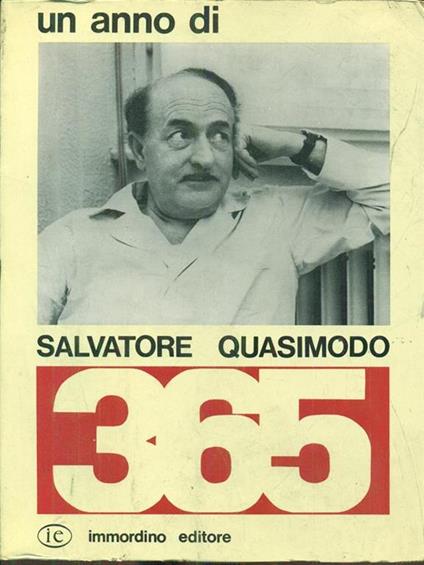 un anno di
SALVATORE QUASIMODO
365
ie immordino editore